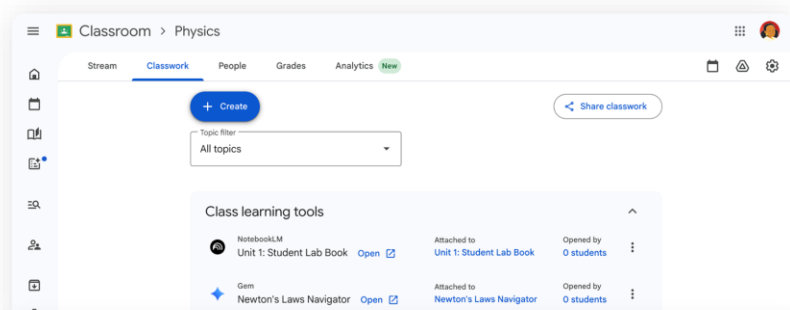 Classroom > Physics
Stream Classwork People Grades Analytics New
+ Create
Share classwork
Topic filter
All topics
Class learning tools
NotebookLM Attached to Opened by
Unit 1: Student Lab Book Open Unit 1: Student Lab Book 0 students
Gem Attached to Opened by
Newton's Laws Navigator Open Newton's Laws Navigator 0 students